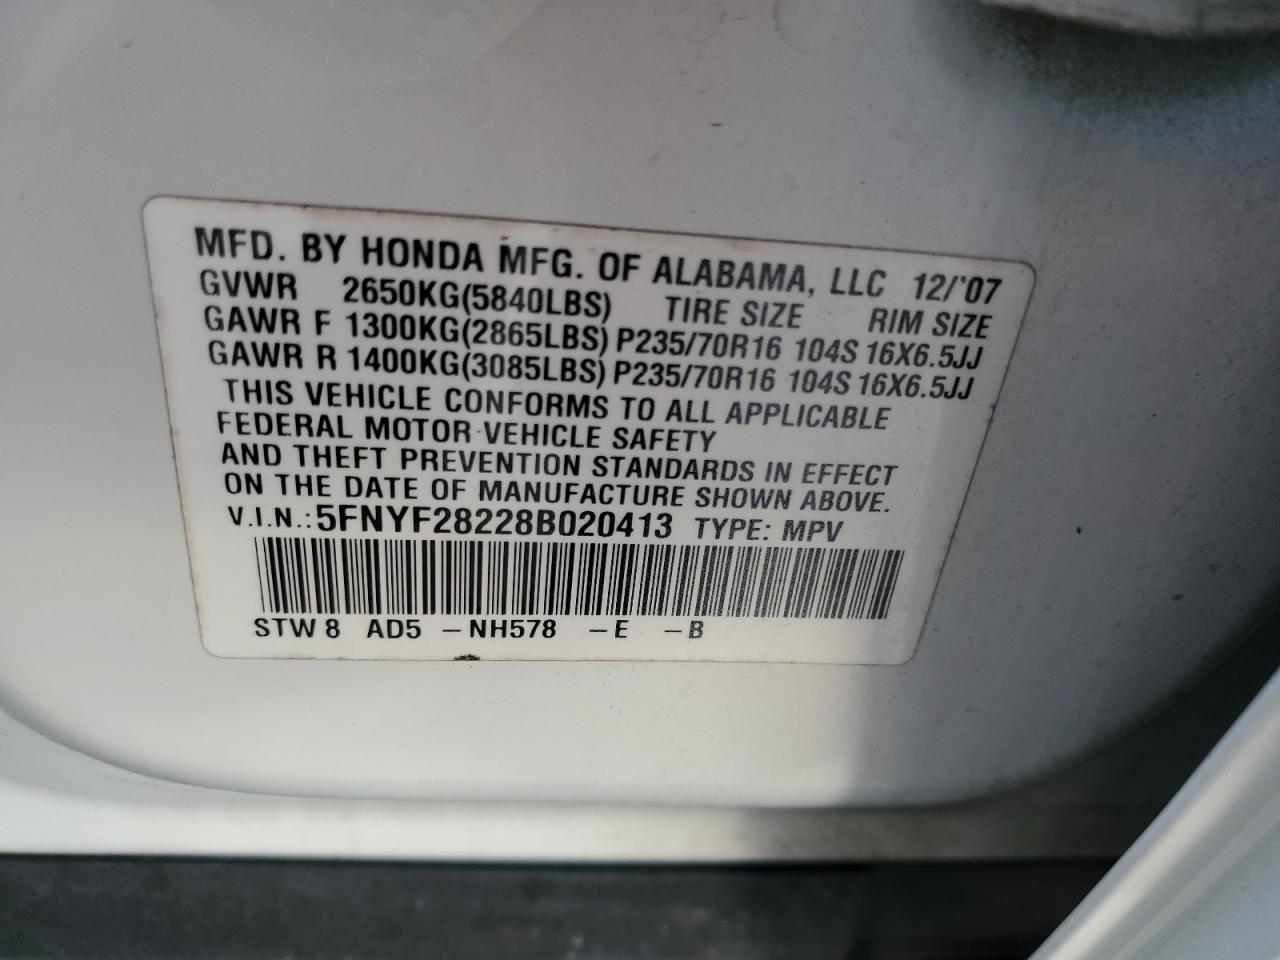 MFD. BY HONDA MFG. OF ALABAMA, LLC 12/'07
GVWR 2650KG(5840LBS) TIRE SIZE RIM SIZE
GAWR F 1300KG(2865LBS) P235/70R16 104S 16X6.5JJ
GAWR R 1400KG(3085LBS) P235/70R16 104S 16X6.5JJ
THIS VEHICLE CONFORMS TO ALL APPLICABLE
FEDERAL MOTOR VEHICLE SAFETY
AND THEFT PREVENTION STANDARDS IN EFFECT
ON THE DATE OF MANUFACTURE SHOWN ABOVE.
V.I.N.:5FNYF28228B020413 TYPE: MPV
STW8 AD5 -NH578 -E -B